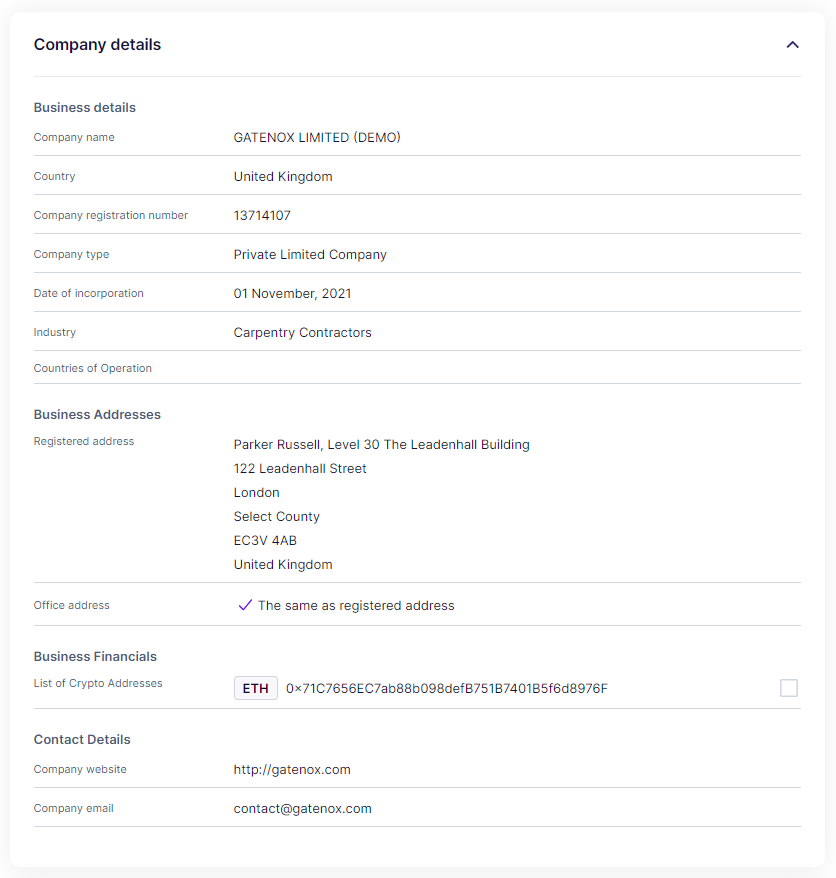 Company details
Business details
Company name GATENOX LIMITED (DEMO)
Country United Kingdom
Company registration number 13714107
Company type Private Limited Company
Date of incorporation 01 November, 2021
Industry Carpentry Contractors
Countries of Operation
Business Addresses
Registered address Parker Russell, Level 30 The Leadenhall Building
122 Leadenhall Street
London
Select County
EC3V 4AB
United Kingdom
Office address The same as registered address
Business Financials
List of Crypto Addresses ETH 0x71C7656EC7ab88b098defB751B7401B5f6d8976F
Contact Details
Company website http://gatenox.com
Company email contact@gatenox.com